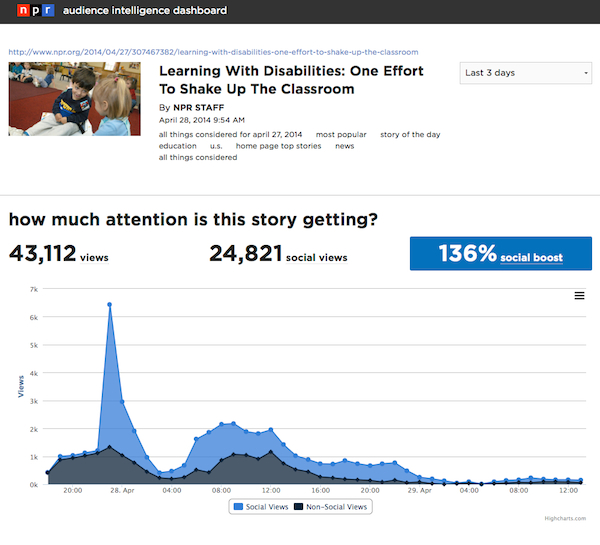 npr audience intelligence dashboard
http://www.npr.org/2014/04/27/307467382/learning-with-disabilities-one-effort-to-shake-up-the-classroom
Learning With Disabilities: One Effort
To Shake Up The Classroom
Last 3 days
By NPR STAFF
April 28, 2014 9:54 AM
all things considered for april 27, 2014 most popular story of the day
education u.s. home page top stories news
all things considered
how much attention is this story getting?
43,112 views 24,821 social views 136% social boost
7k
6k
5k
4k
3k
2k
1k
0k
Views
20:00 28. Apr 04:00 08:00 12:00 16:00 20:00 29. Apr 04:00 08:00 12:00
Social Views Non-Social Views
Highcharts.com